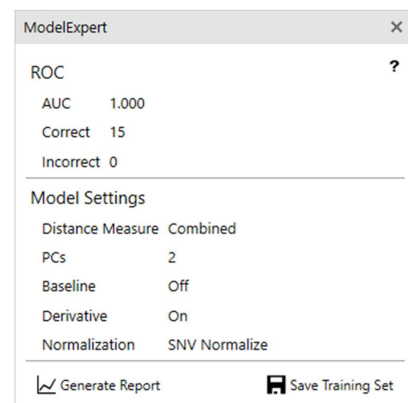 ModelExpert ×
ROC ?
AUC 1.000
Correct 15
Incorrect 0
Model Settings
Distance Measure Combined
PCs 2
Baseline Off
Derivative On
Normalization SNV Normalize
Generate Report Save Training Set